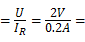 = U/I_R = 2V/0.2A =